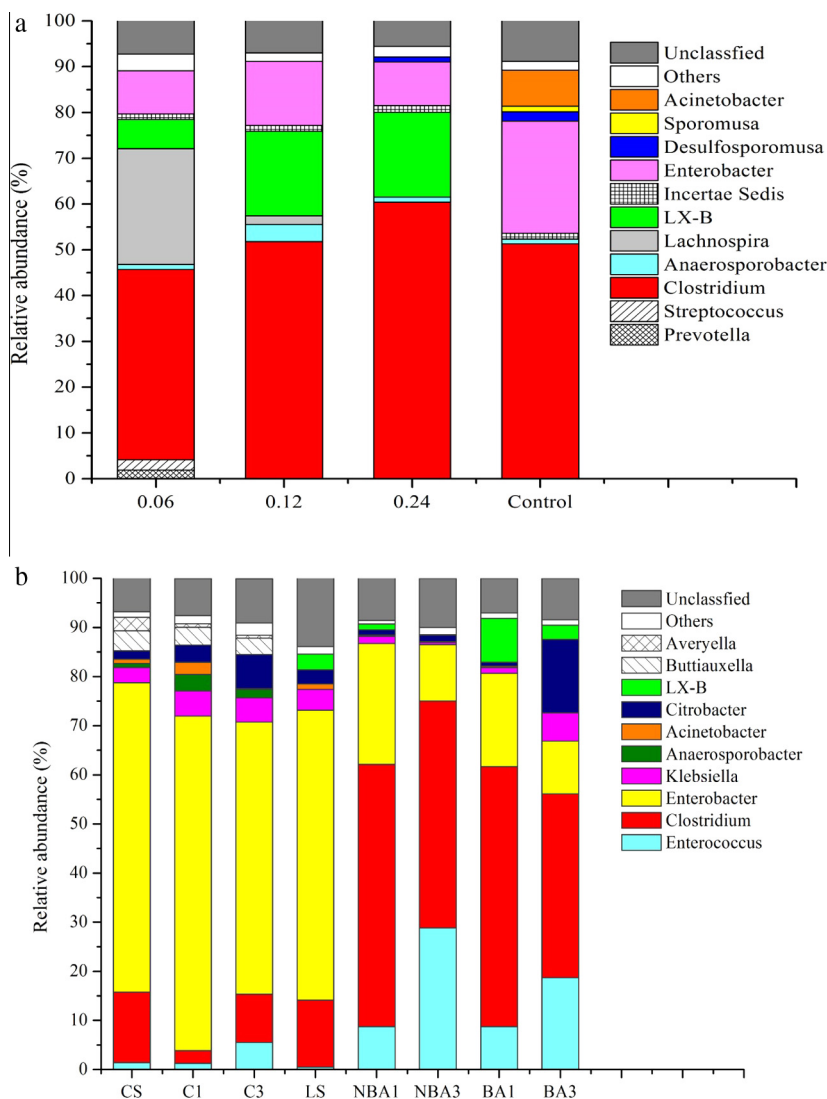 a
100
90
80
70
60
50
40
30
20
10
0
Relative abundance (%)
0.06 0.12 0.24 Control
Unclassfied
Others
Acinetobacter
Sporomusa
Desulfosporomusa
Enterobacter
Incertae Sedis
LX-B
Lachnospira
Anaerosporobacter
Clostridium
Streptococcus
Prevotella
b
100
90
80
70
60
50
40
30
20
10
0
Relative abundance (%)
CS C1 C3 LS NBA1 NBA3 BA1 BA3
Unclassfied
Others
Averyella
Buttiauxella
LX-B
Citrobacter
Acinetobacter
Anaerosporobacter
Klebsiella
Enterobacter
Clostridium
Enterococcus